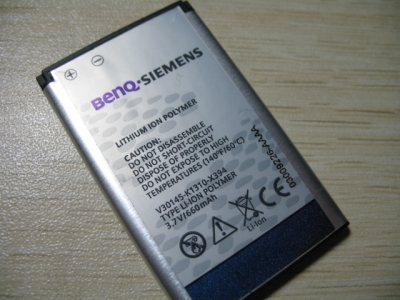 BenQ-SIEMENS
LITHIUM ION POLYMER
CAUTION:
DO NOT DISASSEMBLE
DO NOT SHORT-CIRCUIT
DISPOSE OF PROPERLY
DO NOT EXPOSE TO HIGH
TEMPERATURES (140°F/60°C)
V30145-K1310-X394
TYPE LI-ION POLYMER
3,7V/660mAh
Li-Ion